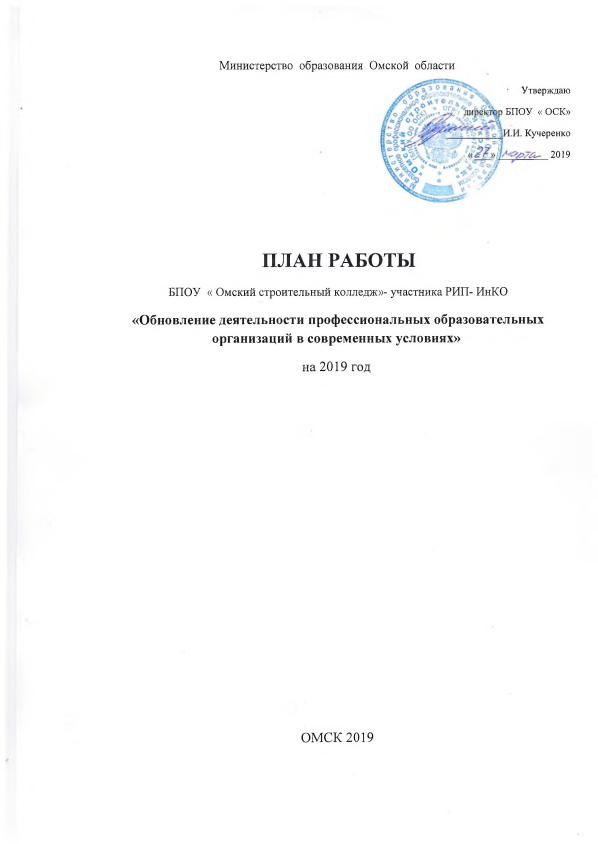 Министерство образования Омской области
Утверждаю
директор БПОУ « ОСК»
И.И. Кучеренко
« 27 » марта 2019
ПЛАН РАБОТЫ
БПОУ « Омский строительный колледж»- участника РИП- ИнКО
«Обновление деятельности профессиональных образовательных
организаций в современных условиях»
на 2019 год
ОМСК 2019